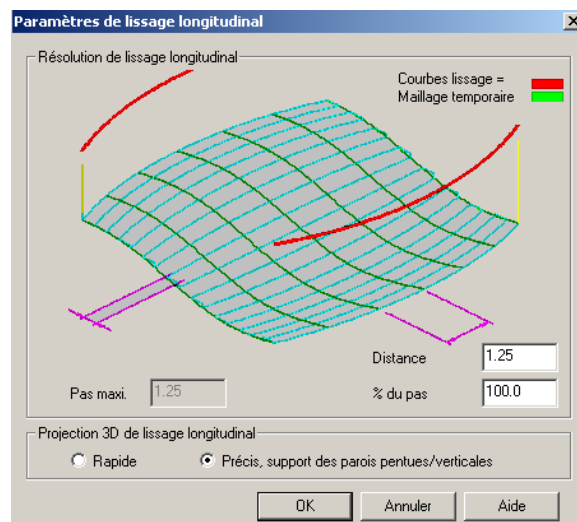 Paramètres de lissage longitudinal
Résolution de lissage longitudinal
Courbes lissage =
Maillage temporaire
Distance 1.25
Pas maxi. 1.25 % du pas 100.0
Projection 3D de lissage longitudinal
Rapide Précis, support des parois pentues/verticales
OK Annuler Aide